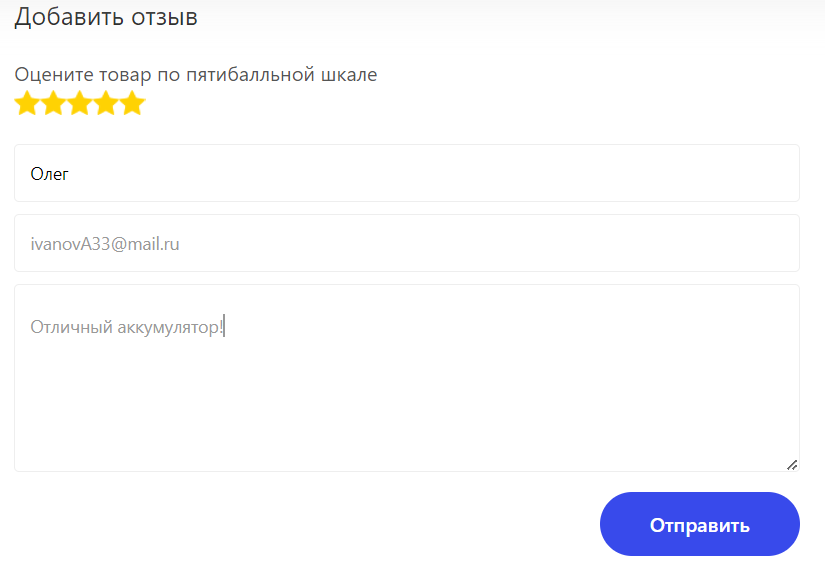 Добавить отзыв
Оцените товар по пятибалльной шкале
Олег
ivanovA33@mail.ru
Отличный аккумулятор!
Отправить